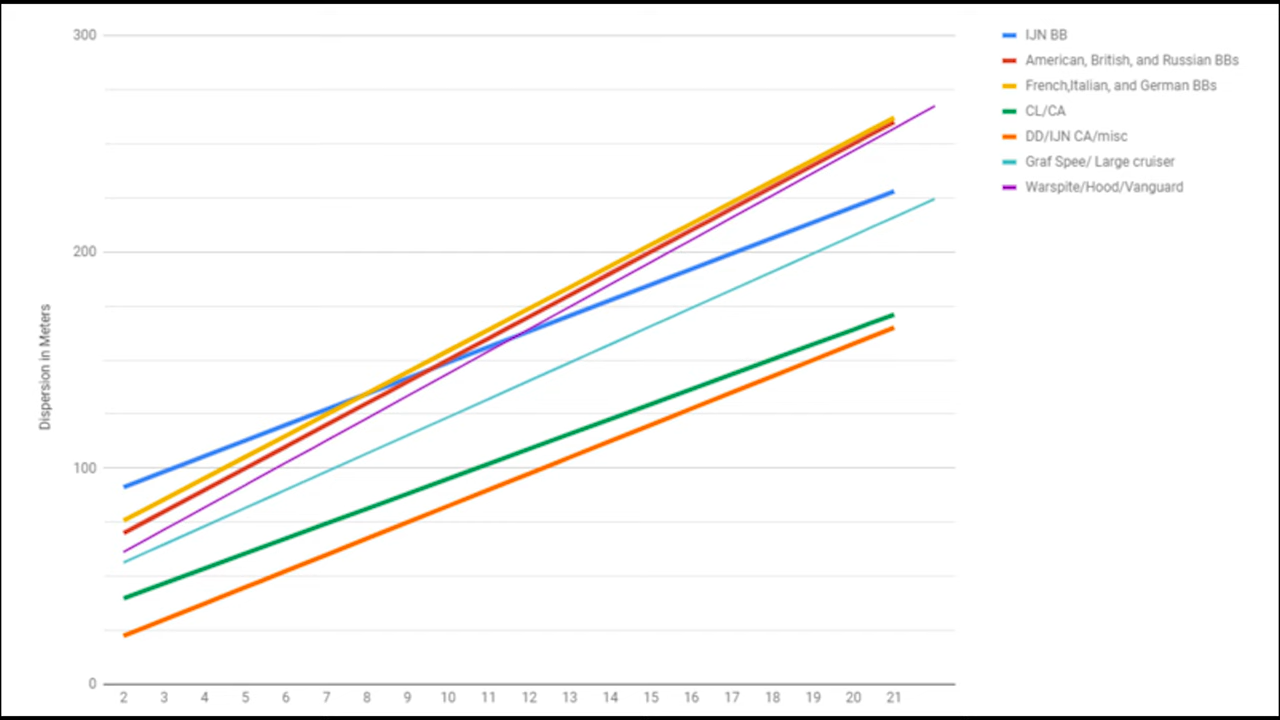 300
200
100
0
Dispersion in Meters
2 3 4 5 6 7 8 9 10 11 12 13 14 15 16 17 18 19 20 21
IJN BB
American, British, and Russian BBs
French,Italian, and German BBs
CL/CA
DD/IJN CA/misc
Graf Spee/ Large cruiser
Warspite/Hood/Vanguard